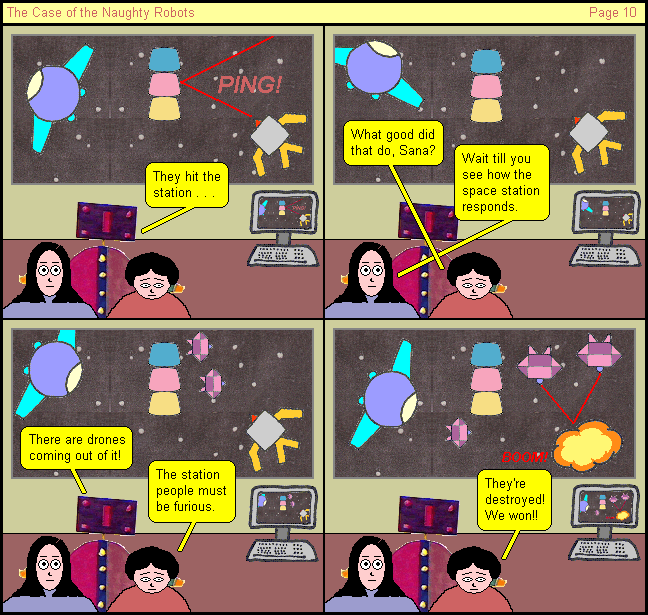 The Case of the Naughty Robots
Page 10
PING!
They hit the
station . . .
What good did
that do, Sana?
Wait till you
see how the
space station
responds.
There are drones
coming out of it!
The station
people must
be furious.
BOOM!
They're
destroyed!
We won!!